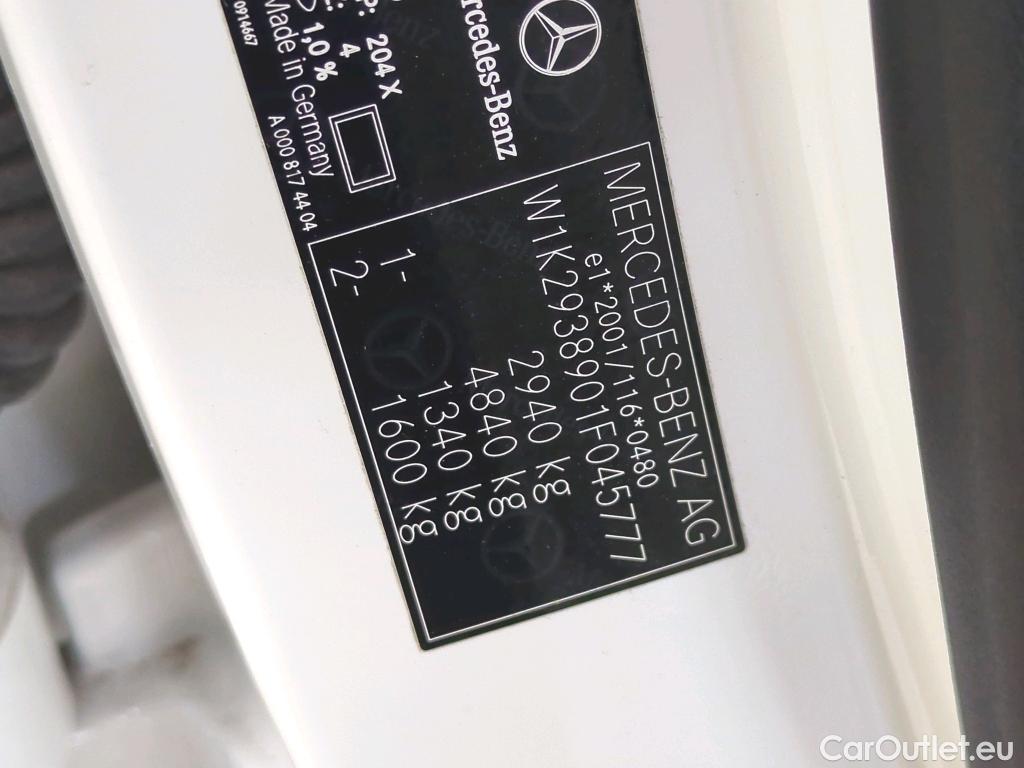 MERCEDES-BENZ AG
e1*2001/116*0480
W1K2938901F045777
2940 kg
4840 kg
1- 1340 kg
2- 1600 kg
Mercedes-Benz
P: 204 X
4
1,0 %
Made in Germany
0914667
A 000 817 44 04
CarOutlet.eu